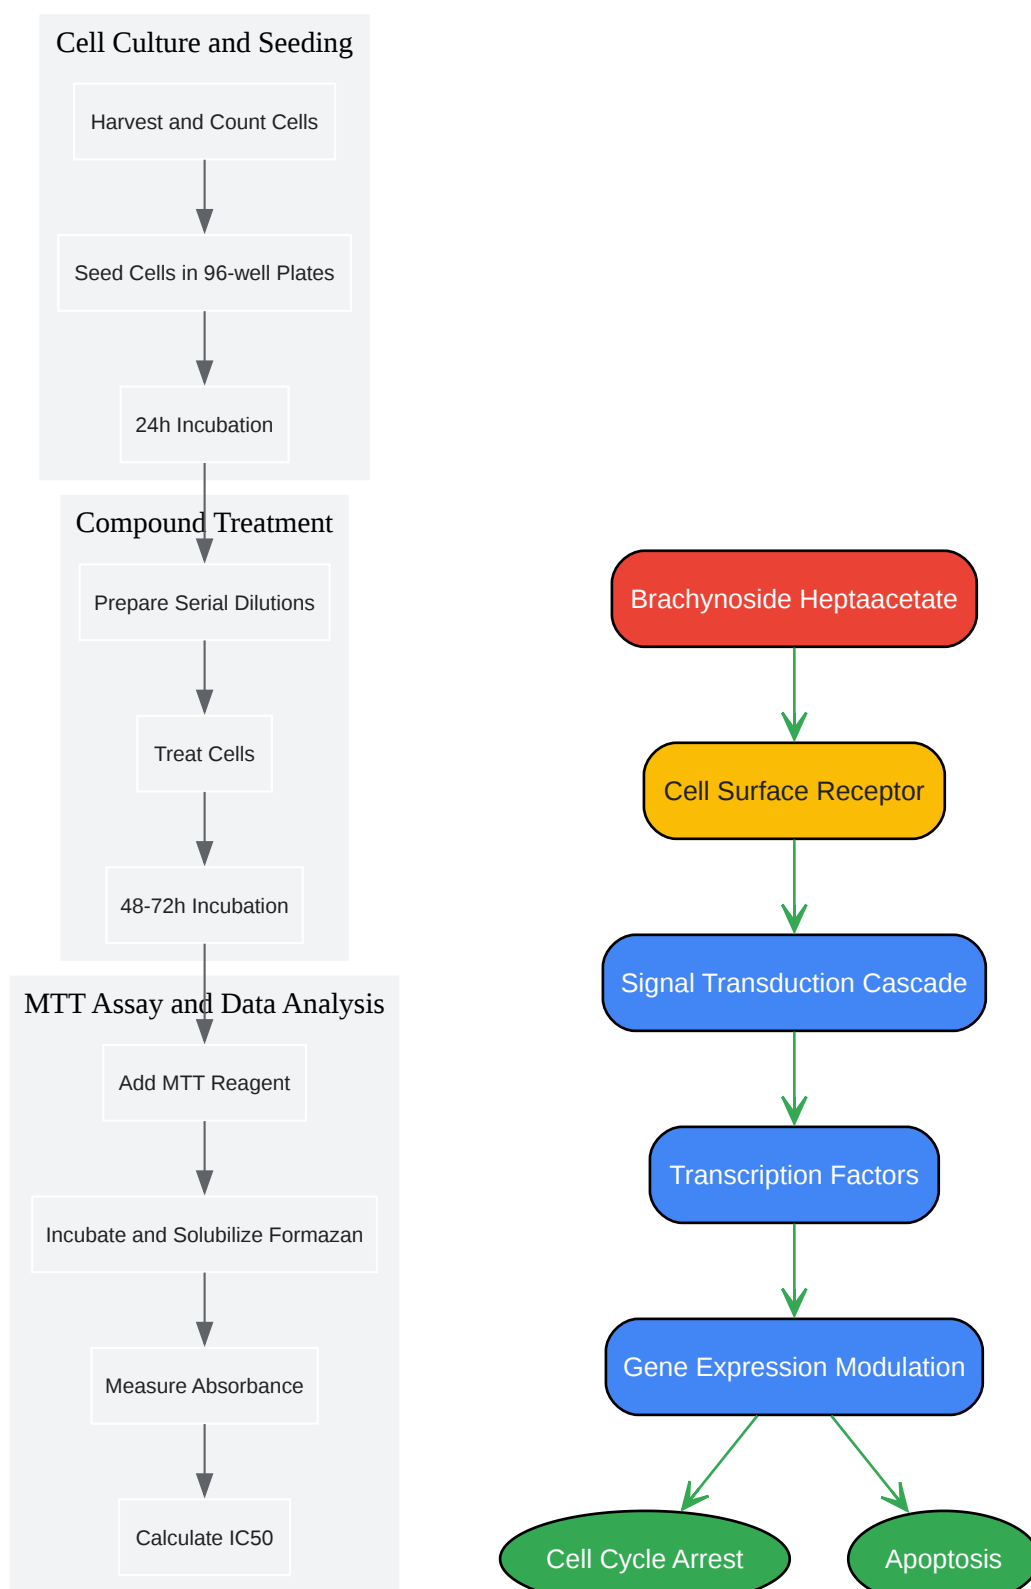 Cell Culture and Seeding
Harvest and Count Cells
Seed Cells in 96-well Plates
24h Incubation
Compound Treatment
Prepare Serial Dilutions
Treat Cells
48-72h Incubation
MTT Assay and Data Analysis
Add MTT Reagent
Incubate and Solubilize Formazan
Measure Absorbance
Calculate IC50
Brachynoside Heptaacetate
Cell Surface Receptor
Signal Transduction Cascade
Transcription Factors
Gene Expression Modulation
Cell Cycle Arrest
Apoptosis